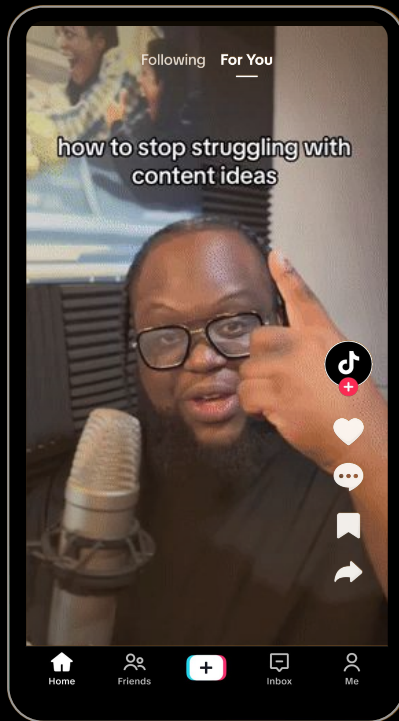 Following For You
how to stop struggling with
content ideas
Home Friends Inbox Me